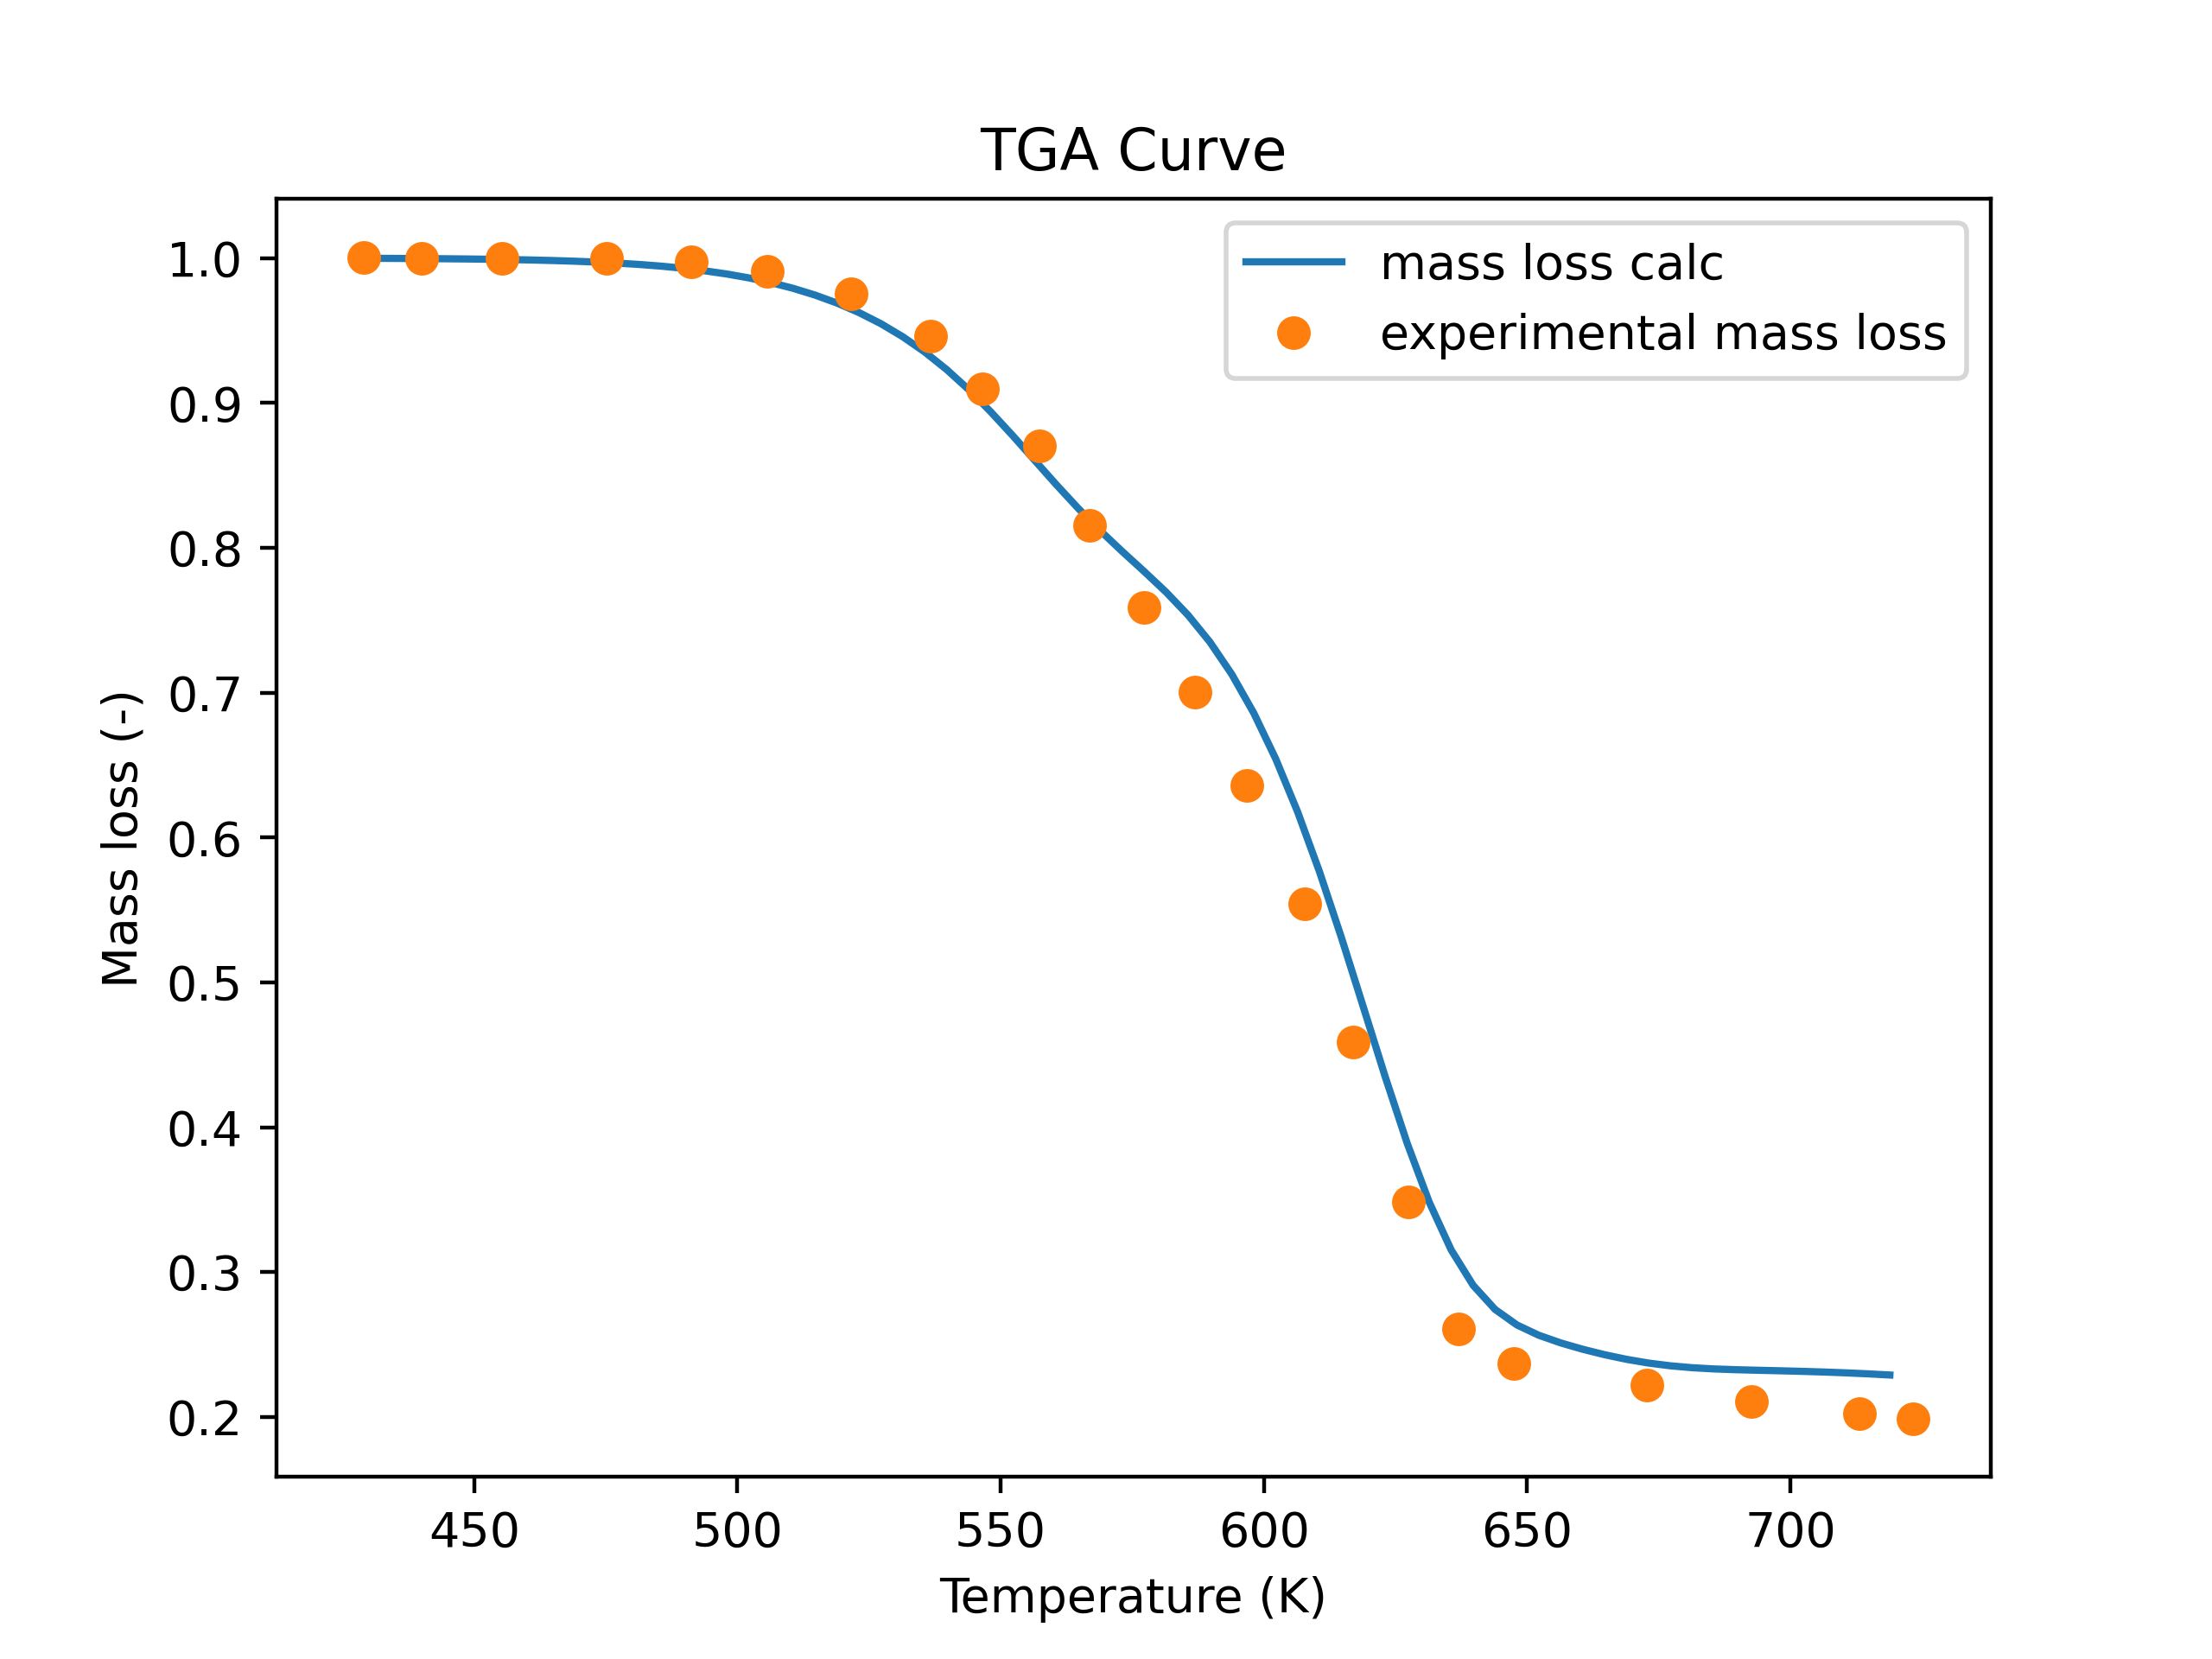 TGA Curve
mass loss calc
experimental mass loss
1.0
0.9
0.8
0.7
0.6
0.5
0.4
0.3
0.2
Mass loss (-)
450 500 550 600 650 700
Temperature (K)